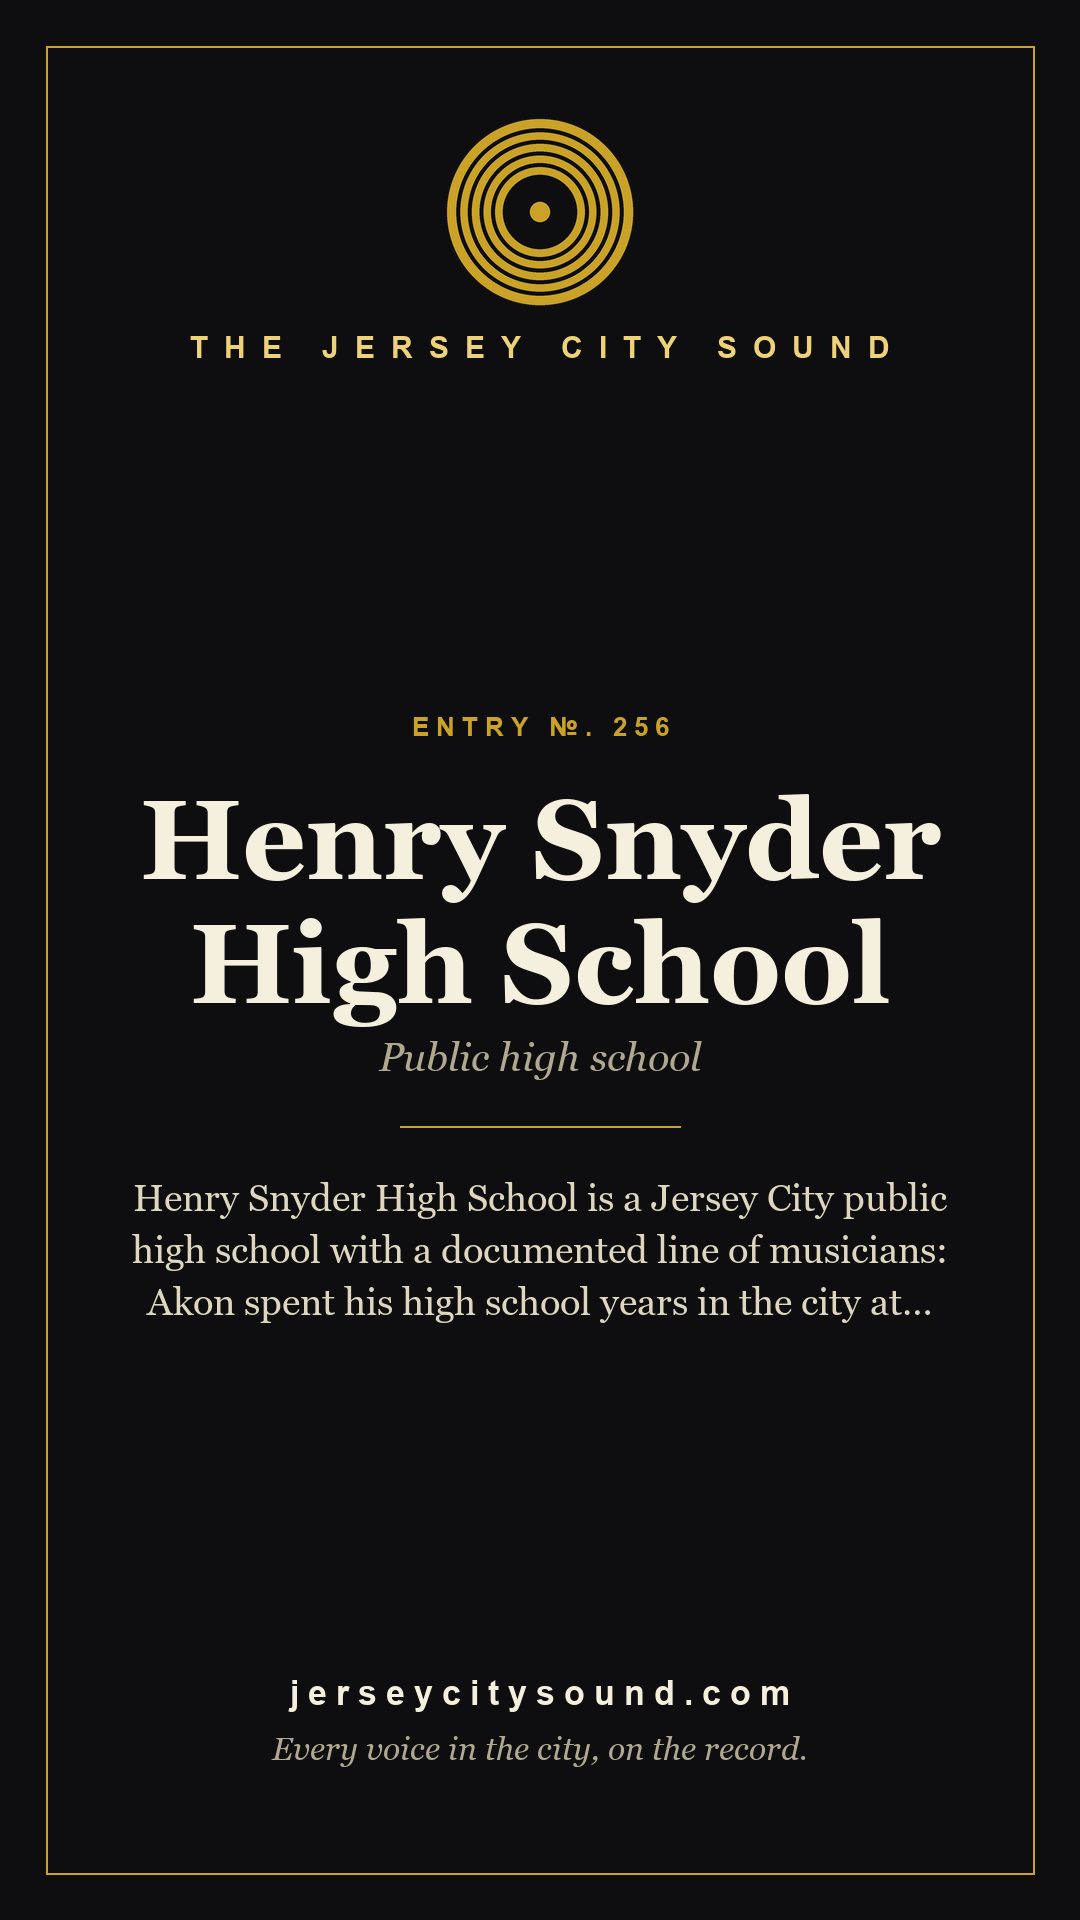 THE JERSEY CITY SOUND
ENTRY №. 256
Henry Snyder
High School
Public high school
Henry Snyder High School is a Jersey City public
high school with a documented line of musicians:
Akon spent his high school years in the city at...
jerseycitysound.com
Every voice in the city, on the record.